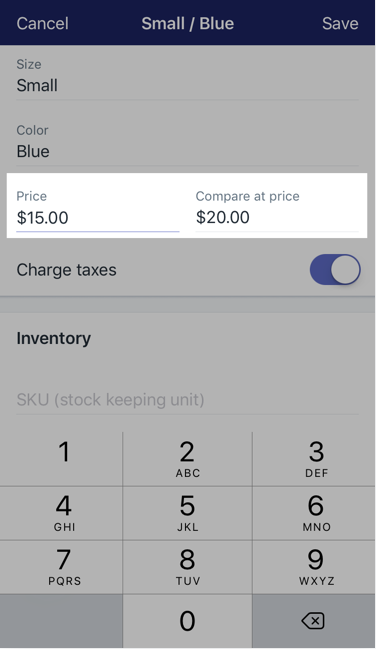 Cancel Small / Blue Save
Size
Small
Color
Blue
Price Compare at price
$15.00 $20.00
Charge taxes
Inventory
SKU (stock keeping unit)
1 2 3
ABC DEF
4 5 6
GHI JKL MNO
7 8 9
PQRS TUV WXYZ
0